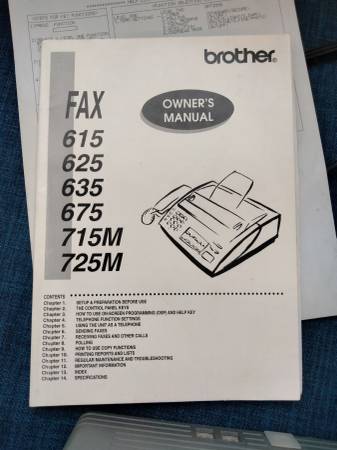 brother®
FAX
OWNER'S
MANUAL
615
625
635
675
715M
725M
CONTENTS
Chapter 1. SETUP & PREPARATION BEFORE USE
Chapter 2. THE CONTROL PANEL KEYS
Chapter 3. HOW TO USE ON-SCREEN PROGRAMMING (OSP) AND HELP KEY
Chapter 4. TELEPHONE FUNCTION SETTINGS
Chapter 5. USING THE UNIT AS A TELEPHONE
Chapter 6. SENDING FAXES
Chapter 7. RECEIVING FAXES AND OTHER CALLS
Chapter 8. POLLING
Chapter 9. HOW TO USE COPY FUNCTIONS
Chapter 10. PRINTING REPORTS AND LISTS
Chapter 11. REGULAR MAINTENANCE AND TROUBLESHOOTING
Chapter 12. IMPORTANT INFORMATION
Chapter 13. INDEX
Chapter 14. SPECIFICATIONS